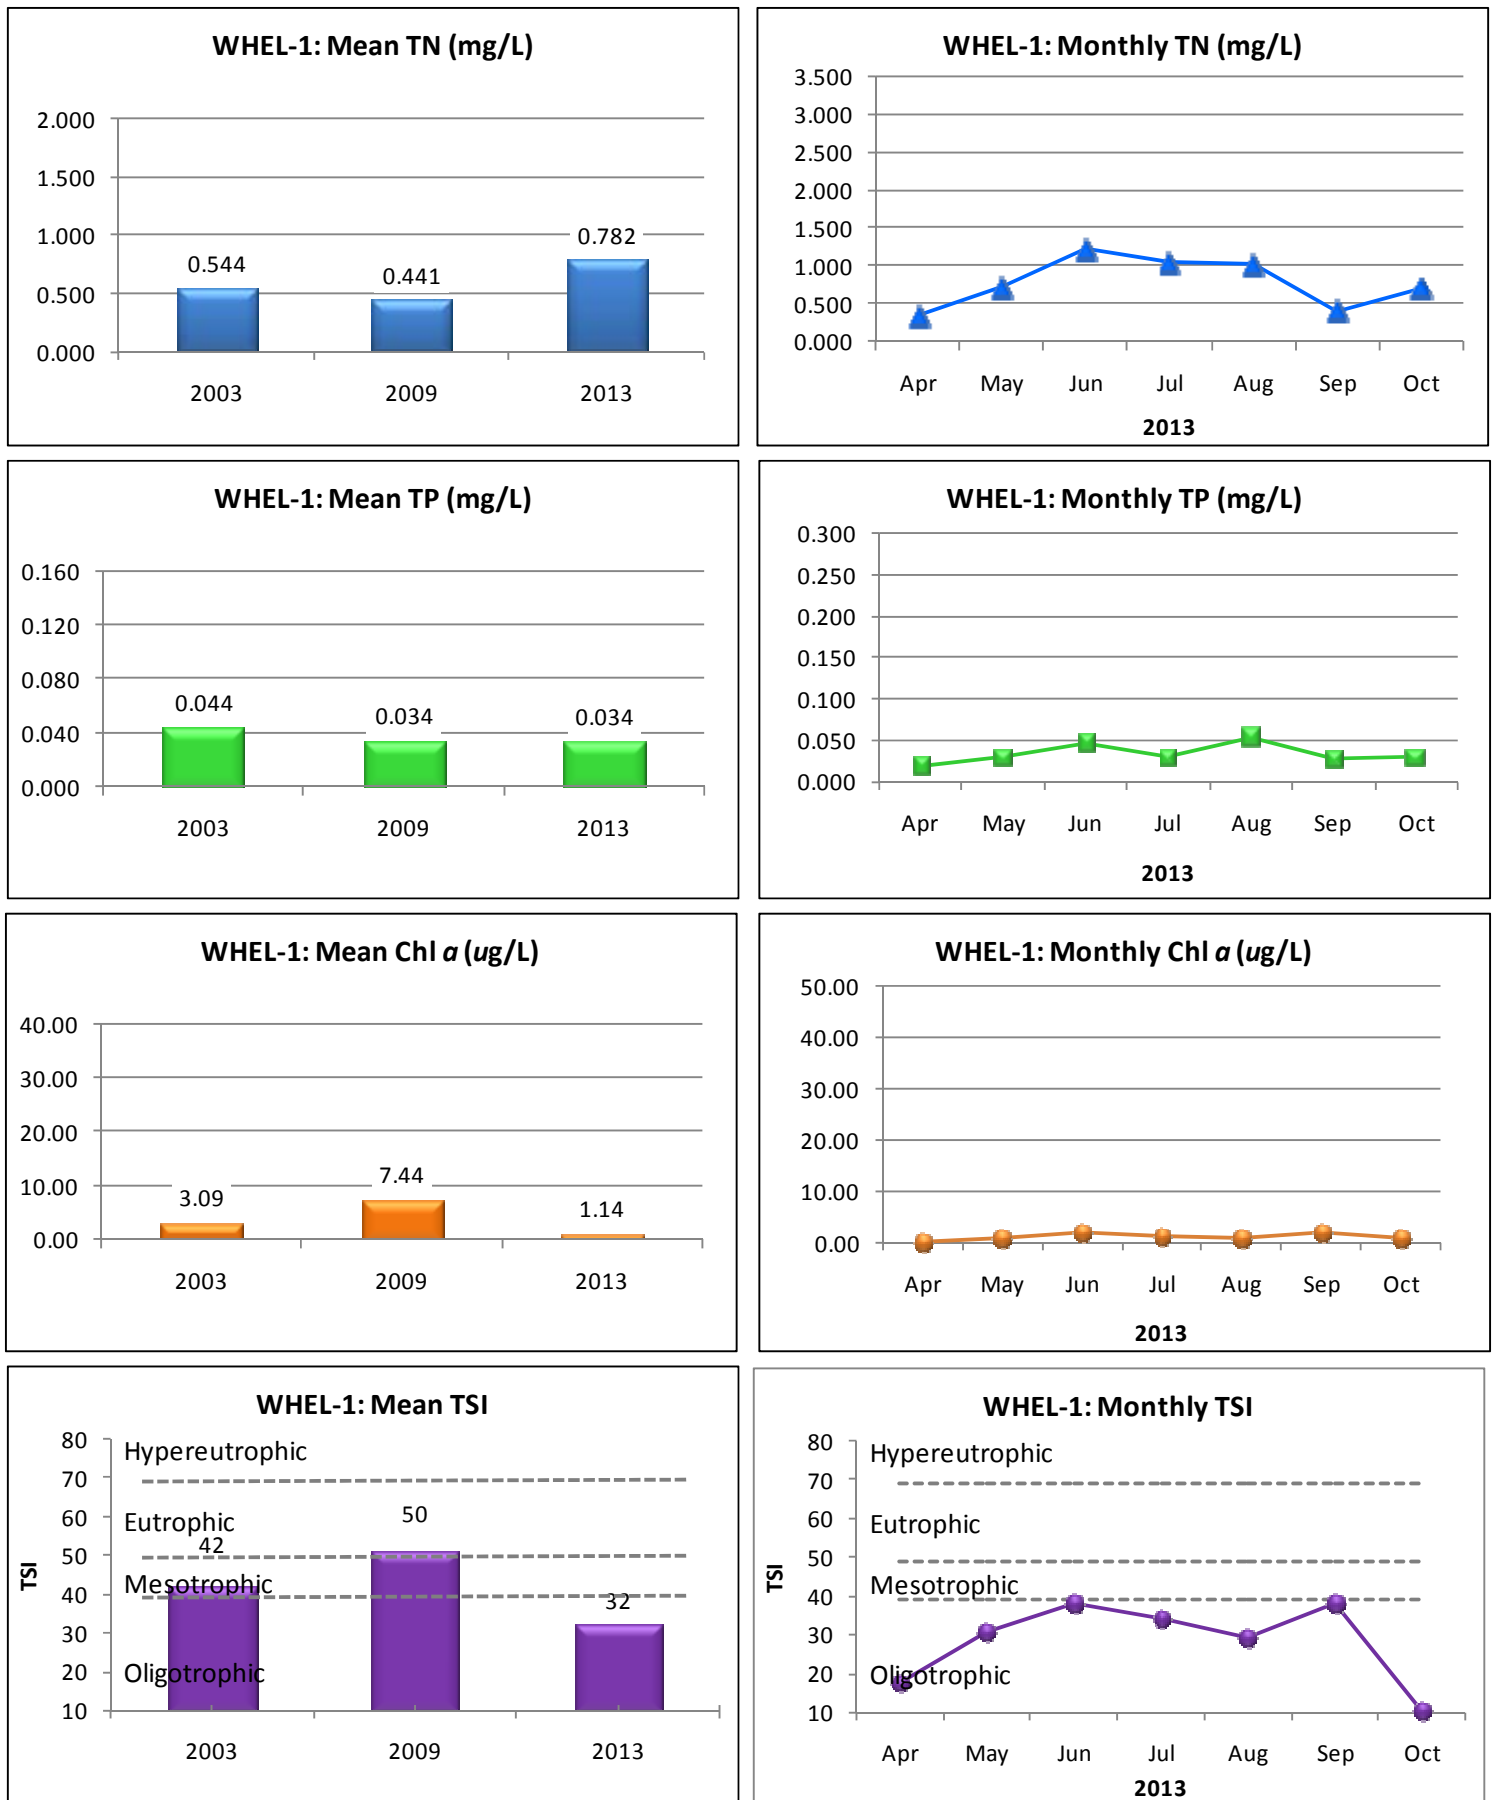 WHEL-1: Mean TN (mg/L)
2.000
1.500
1.000
0.500
0.000
0.544
0.441
0.782
2003 2009 2013
WHEL-1: Monthly TN (mg/L)
3.500
3.000
2.500
2.000
1.500
1.000
0.500
0.000
Apr May Jun Jul Aug Sep Oct
2013
WHEL-1: Mean TP (mg/L)
0.160
0.120
0.080
0.040
0.000
0.044
0.034
0.034
2003 2009 2013
WHEL-1: Monthly TP (mg/L)
0.300
0.250
0.200
0.150
0.100
0.050
0.000
Apr May Jun Jul Aug Sep Oct
2013
WHEL-1: Mean Chl a (ug/L)
40.00
30.00
20.00
10.00
0.00
3.09
7.44
1.14
2003 2009 2013
WHEL-1: Monthly Chl a (ug/L)
50.00
40.00
30.00
20.00
10.00
0.00
Apr May Jun Jul Aug Sep Oct
2013
WHEL-1: Mean TSI
TSI
80
70
60
50
40
30
20
10
Hypereutrophic
Eutrophic
Mesotrophic
Oligotrophic
42
50
32
2003 2009 2013
WHEL-1: Monthly TSI
TSI
80
70
60
50
40
30
20
10
Hypereutrophic
Eutrophic
Mesotrophic
Oligotrophic
Apr May Jun Jul Aug Sep Oct
2013